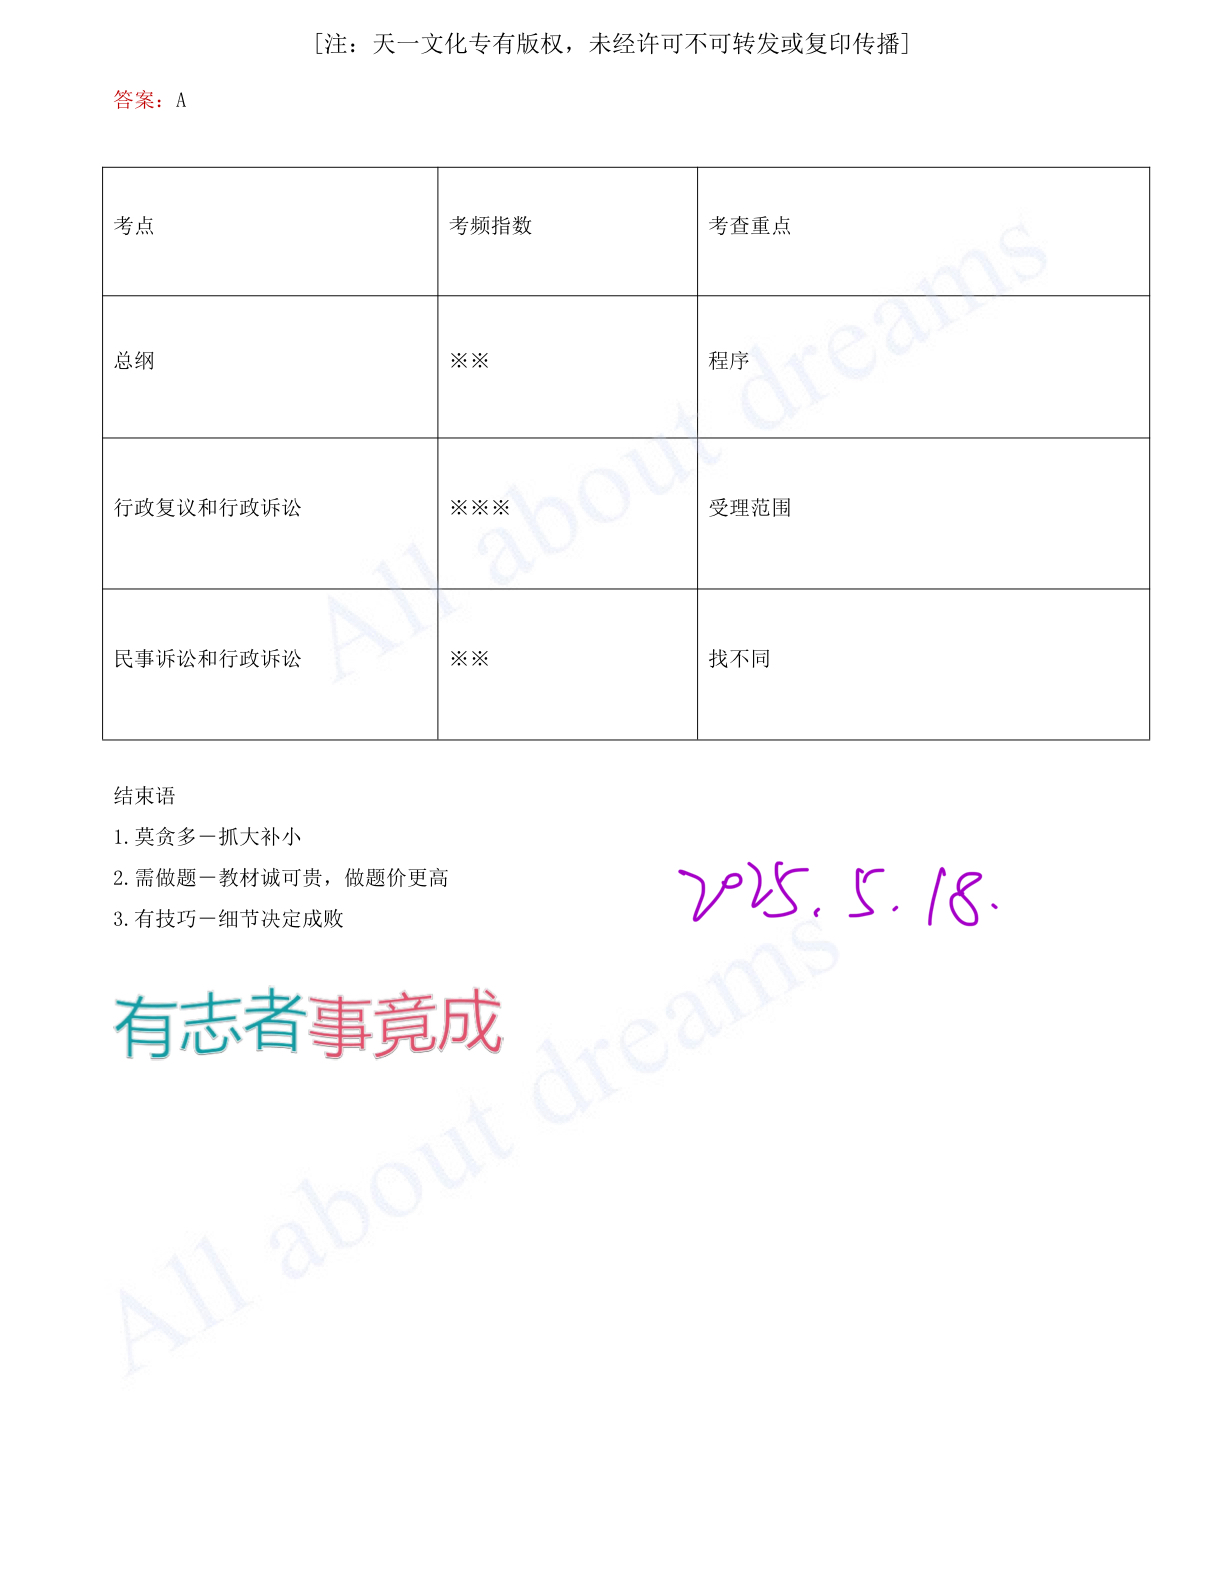 [注：天一文化专有版权，未经许可不可转发或复印传播]
答案：A
考点 考频指数 考查重点
总纲 ※※ 程序
行政复议和行政诉讼 ※※※ 受理范围
民事诉讼和行政诉讼 ※※ 找不同
结束语
1.莫贪多－抓大补小
2.需做题－教材诚可贵，做题价更高
3.有技巧－细节决定成败
2025.5.18.
有志者事竟成
All about dreams
All about dreams